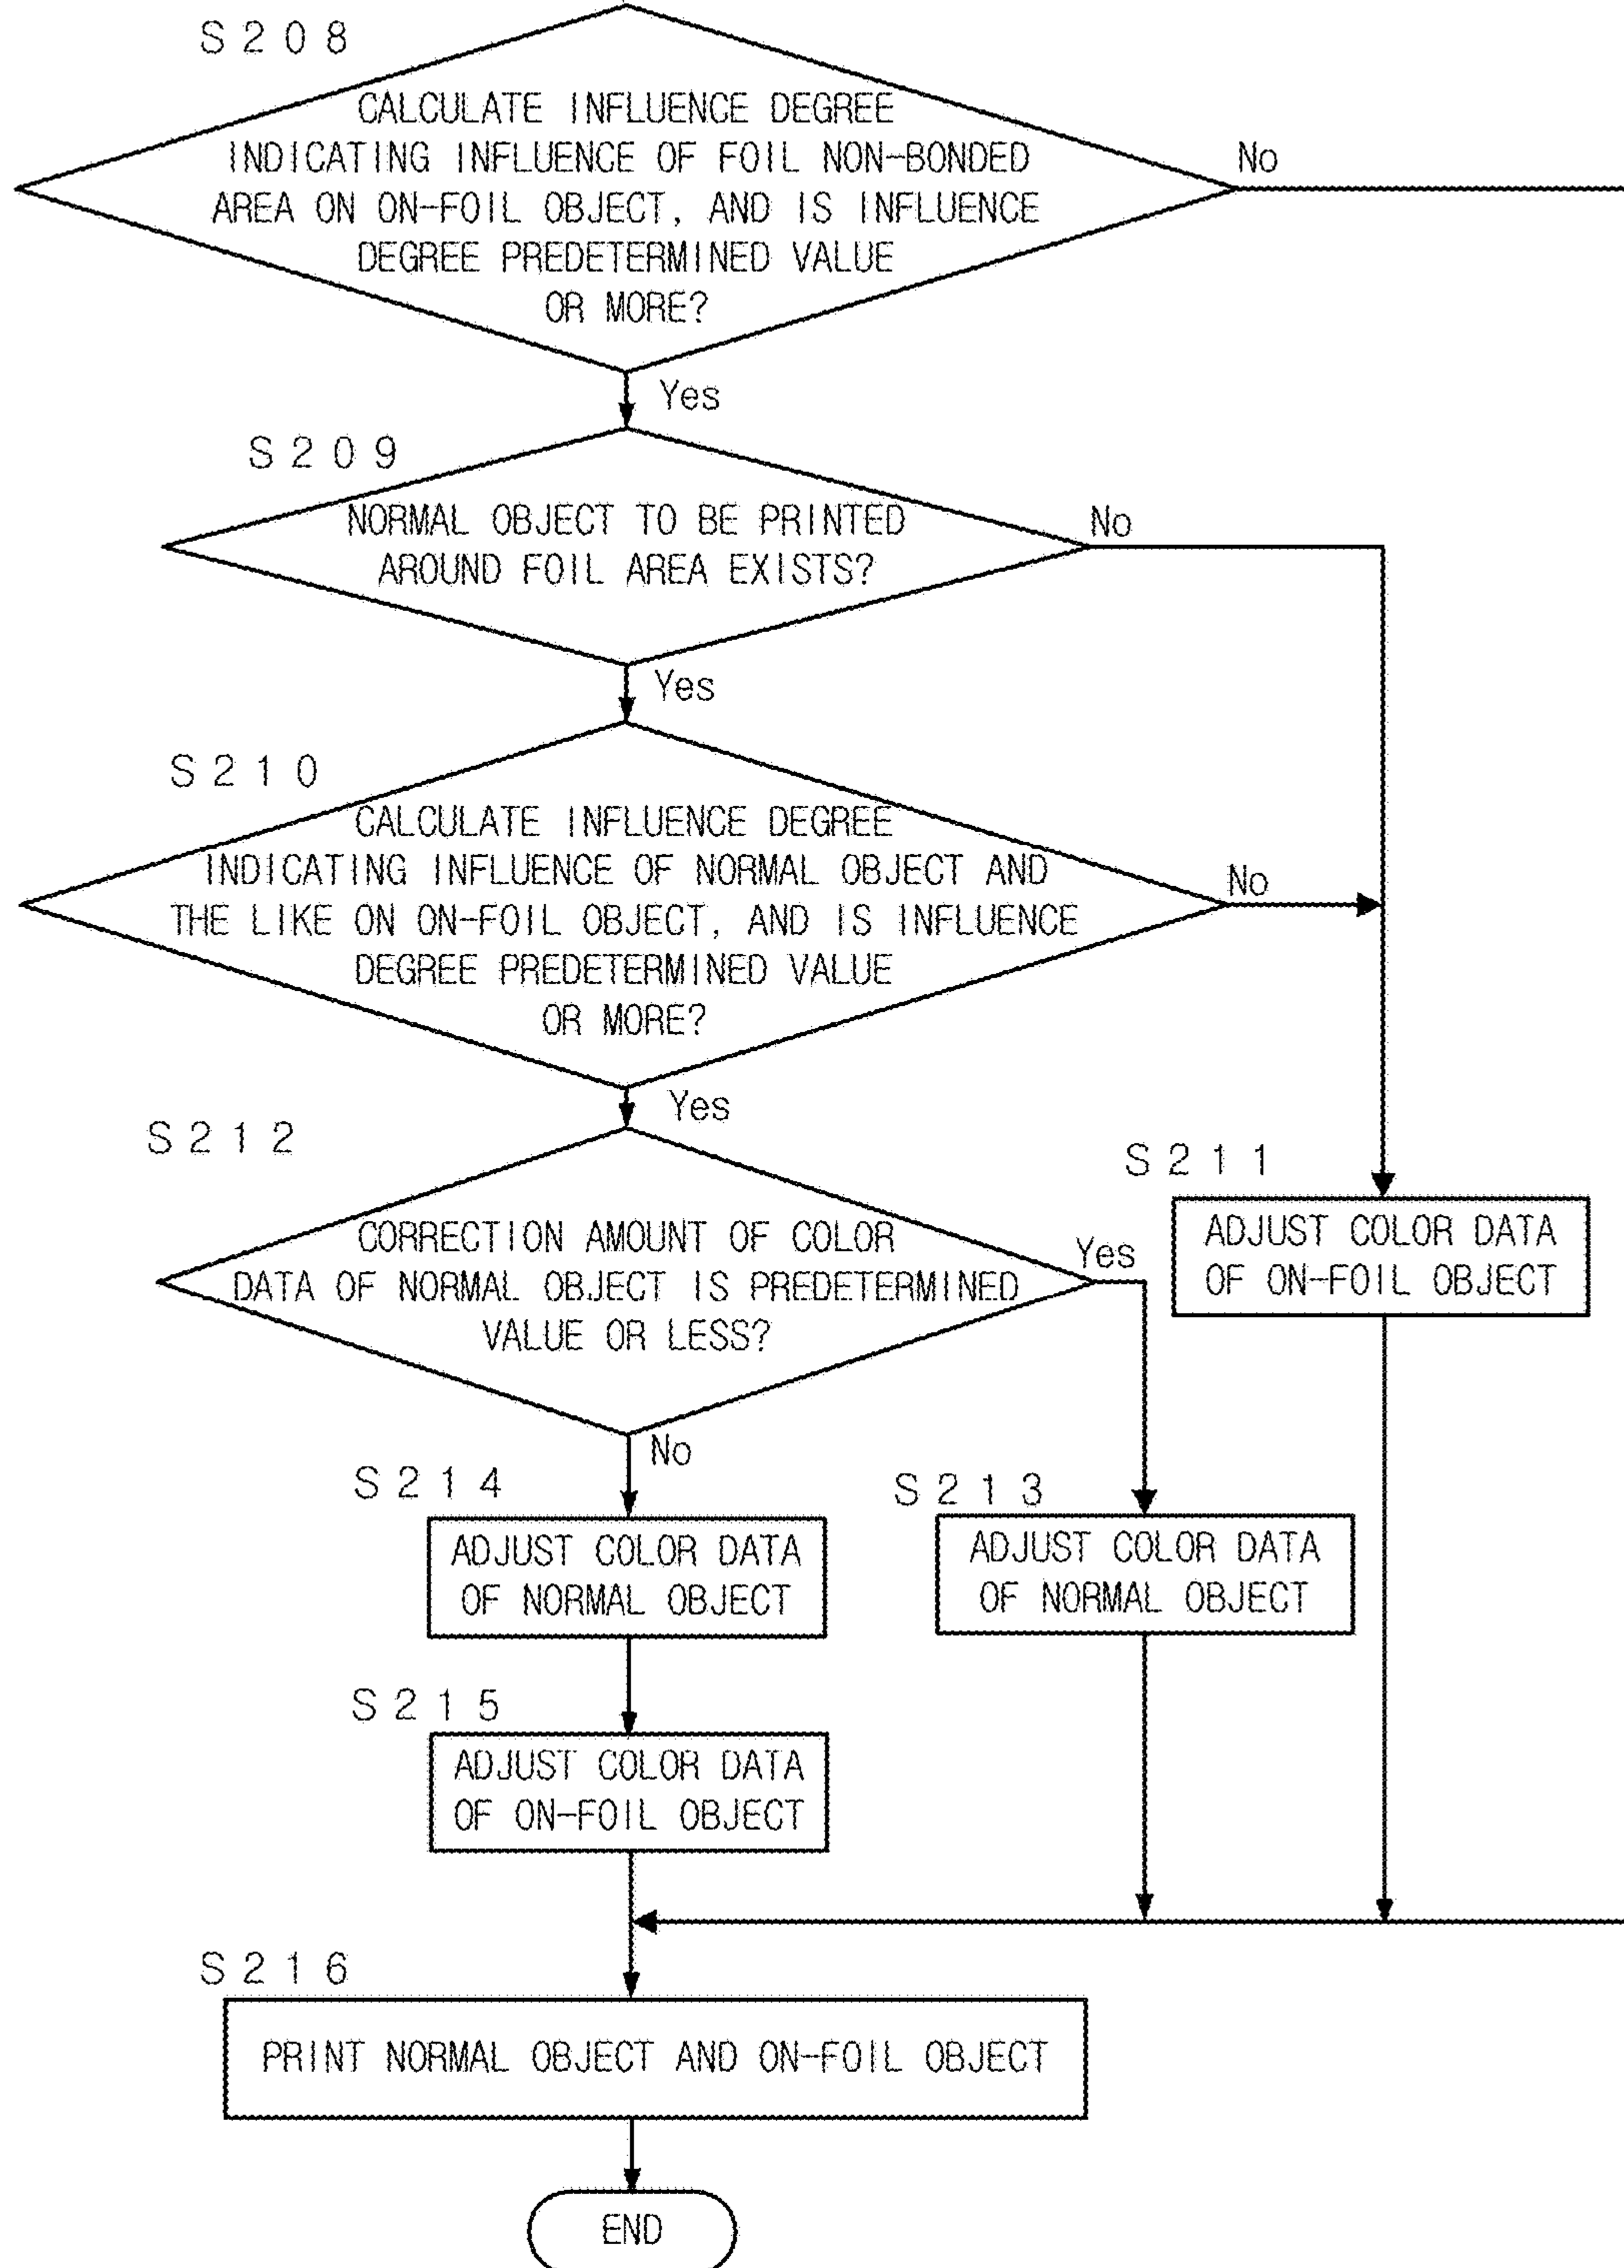 S208
CALCULATE INFLUENCE DEGREE
INDICATING INFLUENCE OF FOIL NON-BONDED
AREA ON ON-FOIL OBJECT, AND IS INFLUENCE
DEGREE PREDETERMINED VALUE
OR MORE?
No
Yes
S209
NORMAL OBJECT TO BE PRINTED
AROUND FOIL AREA EXISTS?
No
Yes
S210
CALCULATE INFLUENCE DEGREE
INDICATING INFLUENCE OF NORMAL OBJECT AND
THE LIKE ON ON-FOIL OBJECT, AND IS INFLUENCE
DEGREE PREDETERMINED VALUE
OR MORE?
No
Yes
S212
CORRECTION AMOUNT OF COLOR
DATA OF NORMAL OBJECT IS PREDETERMINED
VALUE OR LESS?
Yes
No
S211
ADJUST COLOR DATA
OF ON-FOIL OBJECT
S214
ADJUST COLOR DATA
OF NORMAL OBJECT
S213
ADJUST COLOR DATA
OF NORMAL OBJECT
S215
ADJUST COLOR DATA
OF ON-FOIL OBJECT
S216
PRINT NORMAL OBJECT AND ON-FOIL OBJECT
END